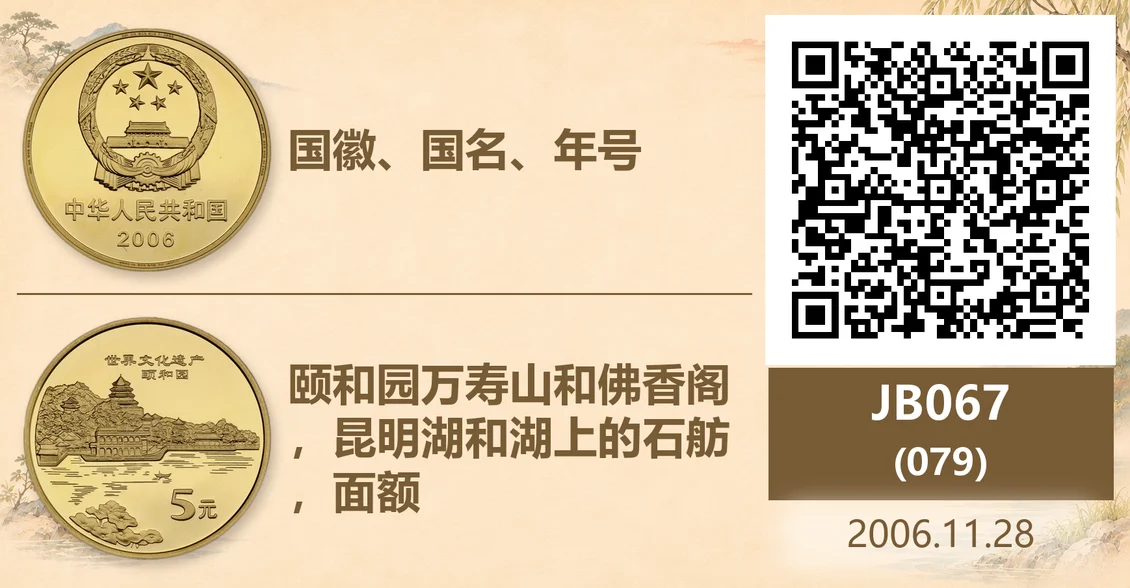 中华人民共和国
2006
国徽、国名、年号
世界文化遗产
颐和园
5元
颐和园万寿山和佛香阁
，昆明湖和湖上的石舫
，面额
JB067
(079)
2006.11.28